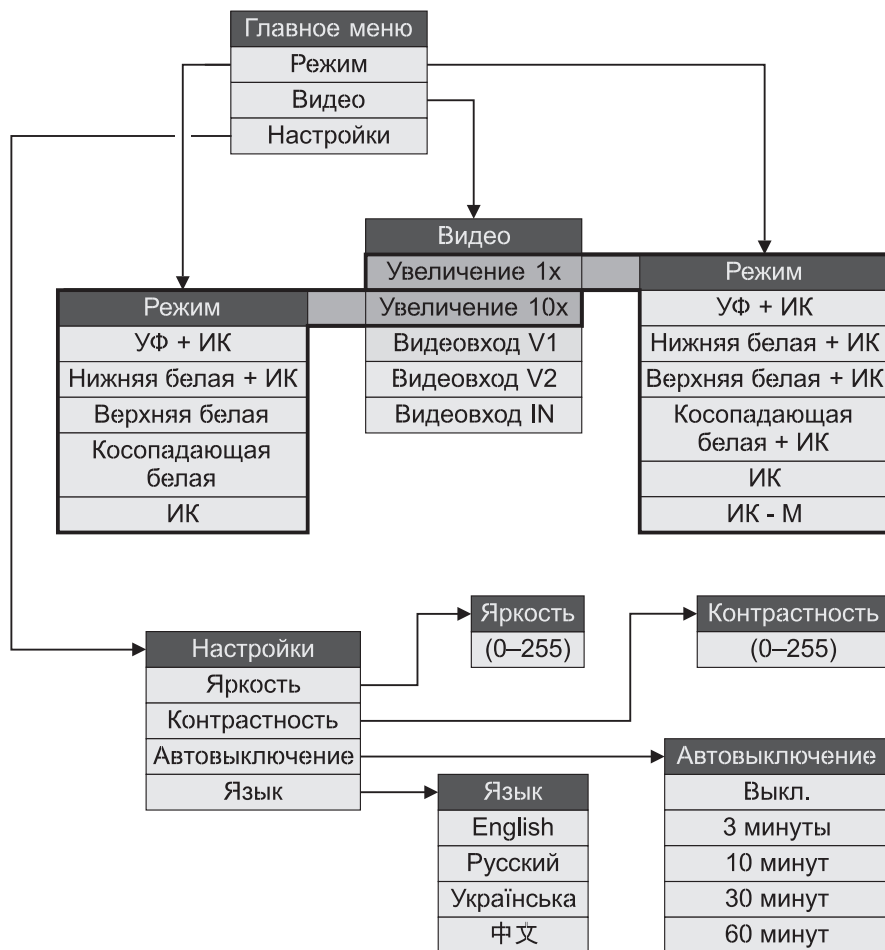 Главное меню
Режим
Видео
Настройки
Видео
Увеличение 1x
Увеличение 10x
Видеовход V1
Видеовход V2
Видеовход IN
Режим
УФ + ИК
Нижняя белая + ИК
Верхняя белая
Косопадающая
белая
ИК
Режим
УФ + ИК
Нижняя белая + ИК
Верхняя белая + ИК
Косопадающая
белая + ИК
ИК
ИК - М
Настройки
Яркость
Контрастность
Автовыключение
Язык
Яркость
(0–255)
Контрастность
(0–255)
Язык
English
Русский
Українська
中文
Автовыключение
Выкл.
3 минуты
10 минут
30 минут
60 минут